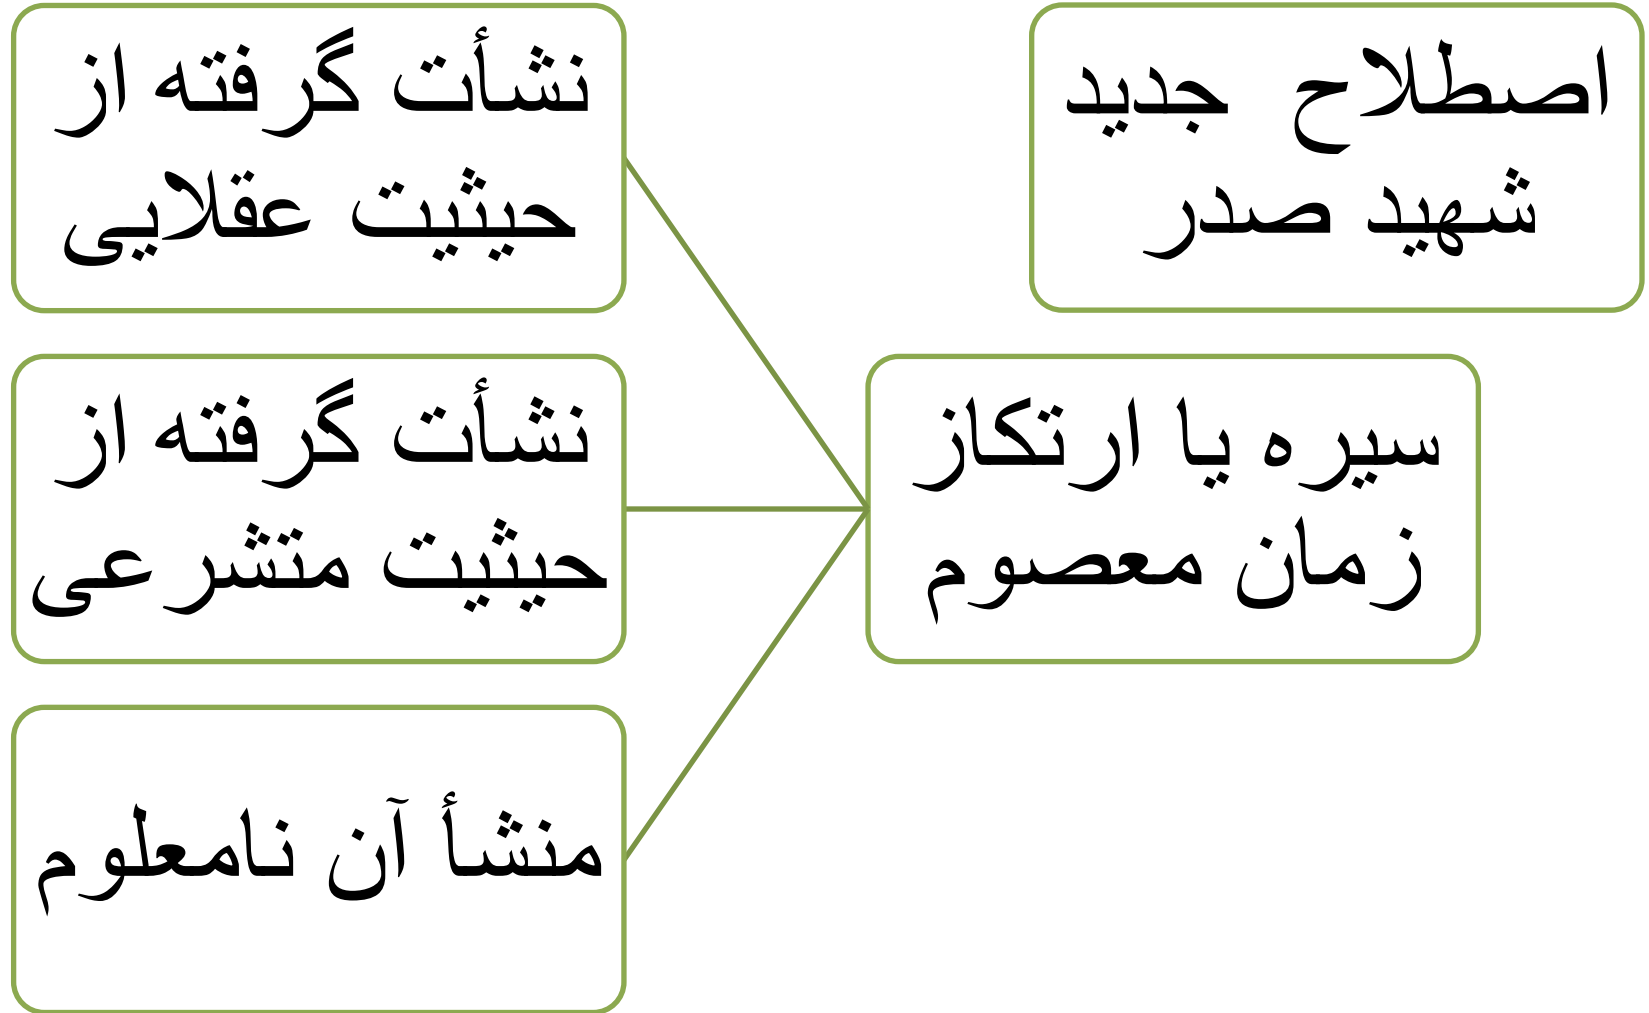 اصطلاح جدید
شهید صدر
سیره یا ارتکاز
زمان معصوم
نشأت گرفته از
حیثیت عقلایی
نشأت گرفته از
حیثیت متشرعی
منشأ آن نامعلوم